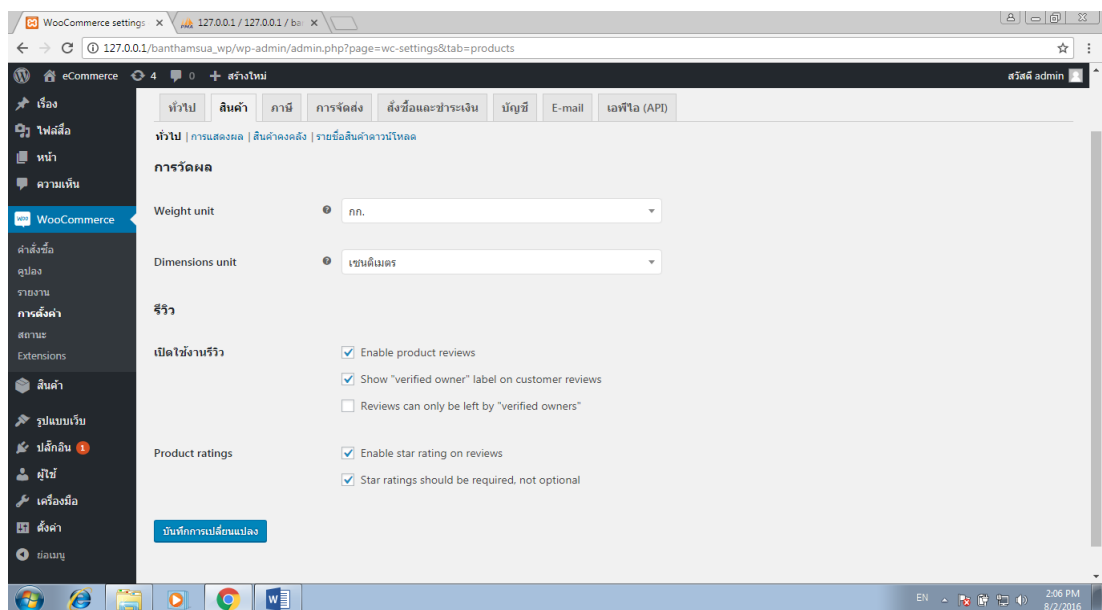 WooCommerce settings
127.0.0.1 / 127.0.0.1 / ba
127.0.0.1/banthamsua_wp/wp-admin/admin.php?page=wc-settings&tab=products
eCommerce 4 0 + สร้างใหม่ สวัสดี admin
เรื่อง
ไฟล์สื่อ
หน้า
ความเห็น
WooCommerce
คำสั่งซื้อ
คูปอง
รายงาน
การตั้งค่า
สถานะ
Extensions
สินค้า
รูปแบบเว็บ
ปลั๊กอิน 1
ผู้ใช้
เครื่องมือ
ตั้งค่า
ย่อเมนู
ทั่วไป สินค้า ภาษี การจัดส่ง สั่งซื้อและชำระเงิน บัญชี E-mail เอพีไอ (API)
ทั่วไป | การแสดงผล | สินค้าคงคลัง | รายชื่อสินค้าดาวน์โหลด
การวัดผล
Weight unit กก.
Dimensions unit เซนติเมตร
รีวิว
เปิดใช้งานรีวิว Enable product reviews
Show "verified owner" label on customer reviews
Reviews can only be left by "verified owners"
Product ratings Enable star rating on reviews
Star ratings should be required, not optional
บันทึกการเปลี่ยนแปลง
EN 2:06 PM
8/2/2016